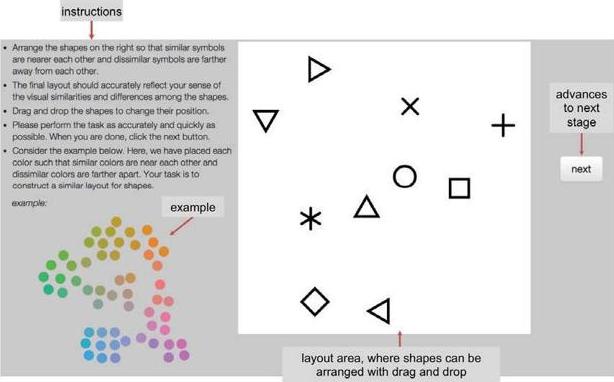 instructions
• Arrange the shapes on the right so that similar symbols
are nearer each other and dissimilar symbols are farther
away from each other.
• The final layout should accurately reflect your sense of
the visual similarities and differences among the shapes.
• Drag and drop the shapes to change their position.
• Please perform the task as accurately and quickly as
possible. When you are done, click the next button.
• Consider the example below. Here, we have placed each
color such that similar colors are near each other and
dissimilar colors are farther apart. Your task is to
construct a similar layout for shapes.
example:
example
advances
to next
stage
next
layout area, where shapes can be
arranged with drag and drop